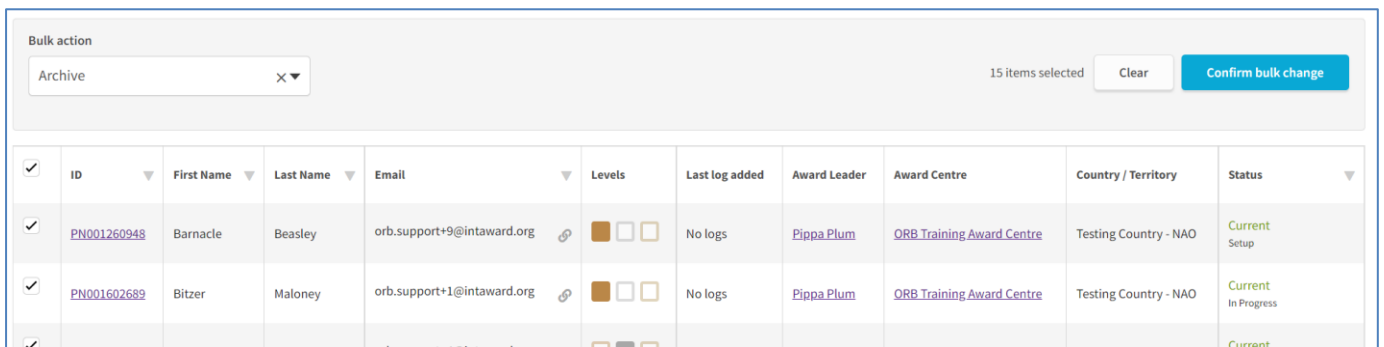 Bulk action
Archive
15 items selected Clear Confirm bulk change
ID First Name Last Name Email Levels Last log added Award Leader Award Centre Country / Territory Status
PN001260948 Barnacle Beasley orb.support+9@intaward.org No logs Pippa Plum ORB Training Award Centre Testing Country - NAO Current
Setup
PN001602689 Bitzer Maloney orb.support+1@intaward.org No logs Pippa Plum ORB Training Award Centre Testing Country - NAO Current
In Progress
Current